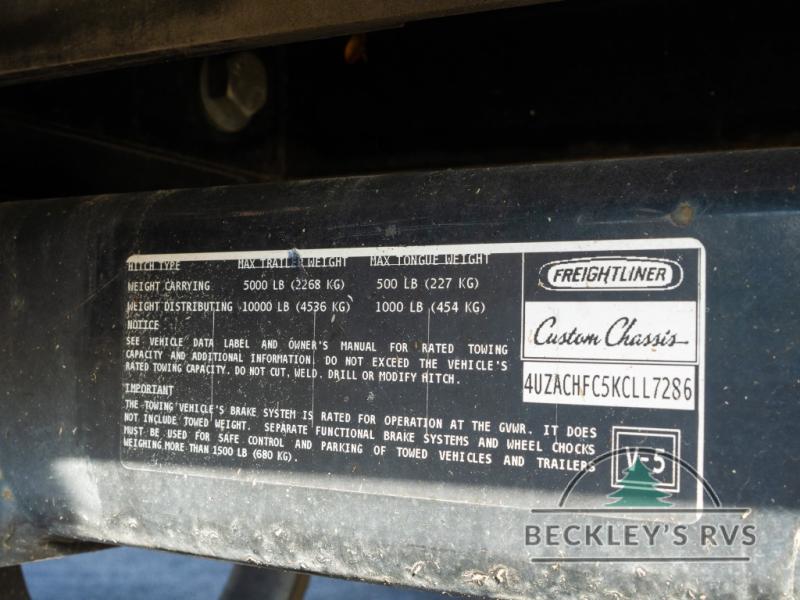 HITCH TYPE MAX TRAILER WEIGHT MAX TONGUE WEIGHT
WEIGHT CARRYING 5000 LB (2268 KG) 500 LB (227 KG)
WEIGHT DISTRIBUTING 10000 LB (4536 KG) 1000 LB (454 KG)
NOTICE
SEE VEHICLE DATA LABEL AND OWNER'S MANUAL FOR RATED TOWING
CAPACITY AND ADDITIONAL INFORMATION. DO NOT EXCEED THE VEHICLE'S
RATED TOWING CAPACITY. DO NOT CUT, WELD, DRILL OR MODIFY HITCH.
IMPORTANT
THE TOWING VEHICLE'S BRAKE SYSTEM IS RATED FOR OPERATION AT THE GVWR. IT DOES
NOT INCLUDE TOWED WEIGHT. SEPARATE FUNCTIONAL BRAKE SYSTEMS AND WHEEL CHOCKS
MUST BE USED FOR SAFE CONTROL AND PARKING OF TOWED VEHICLES AND TRAILERS
WEIGHING MORE THAN 1500 LB (680 KG).
FREIGHTLINER
Custom Chassis
4UZACHFC5KCLL7286
V-5
BECKLEY'S RVS